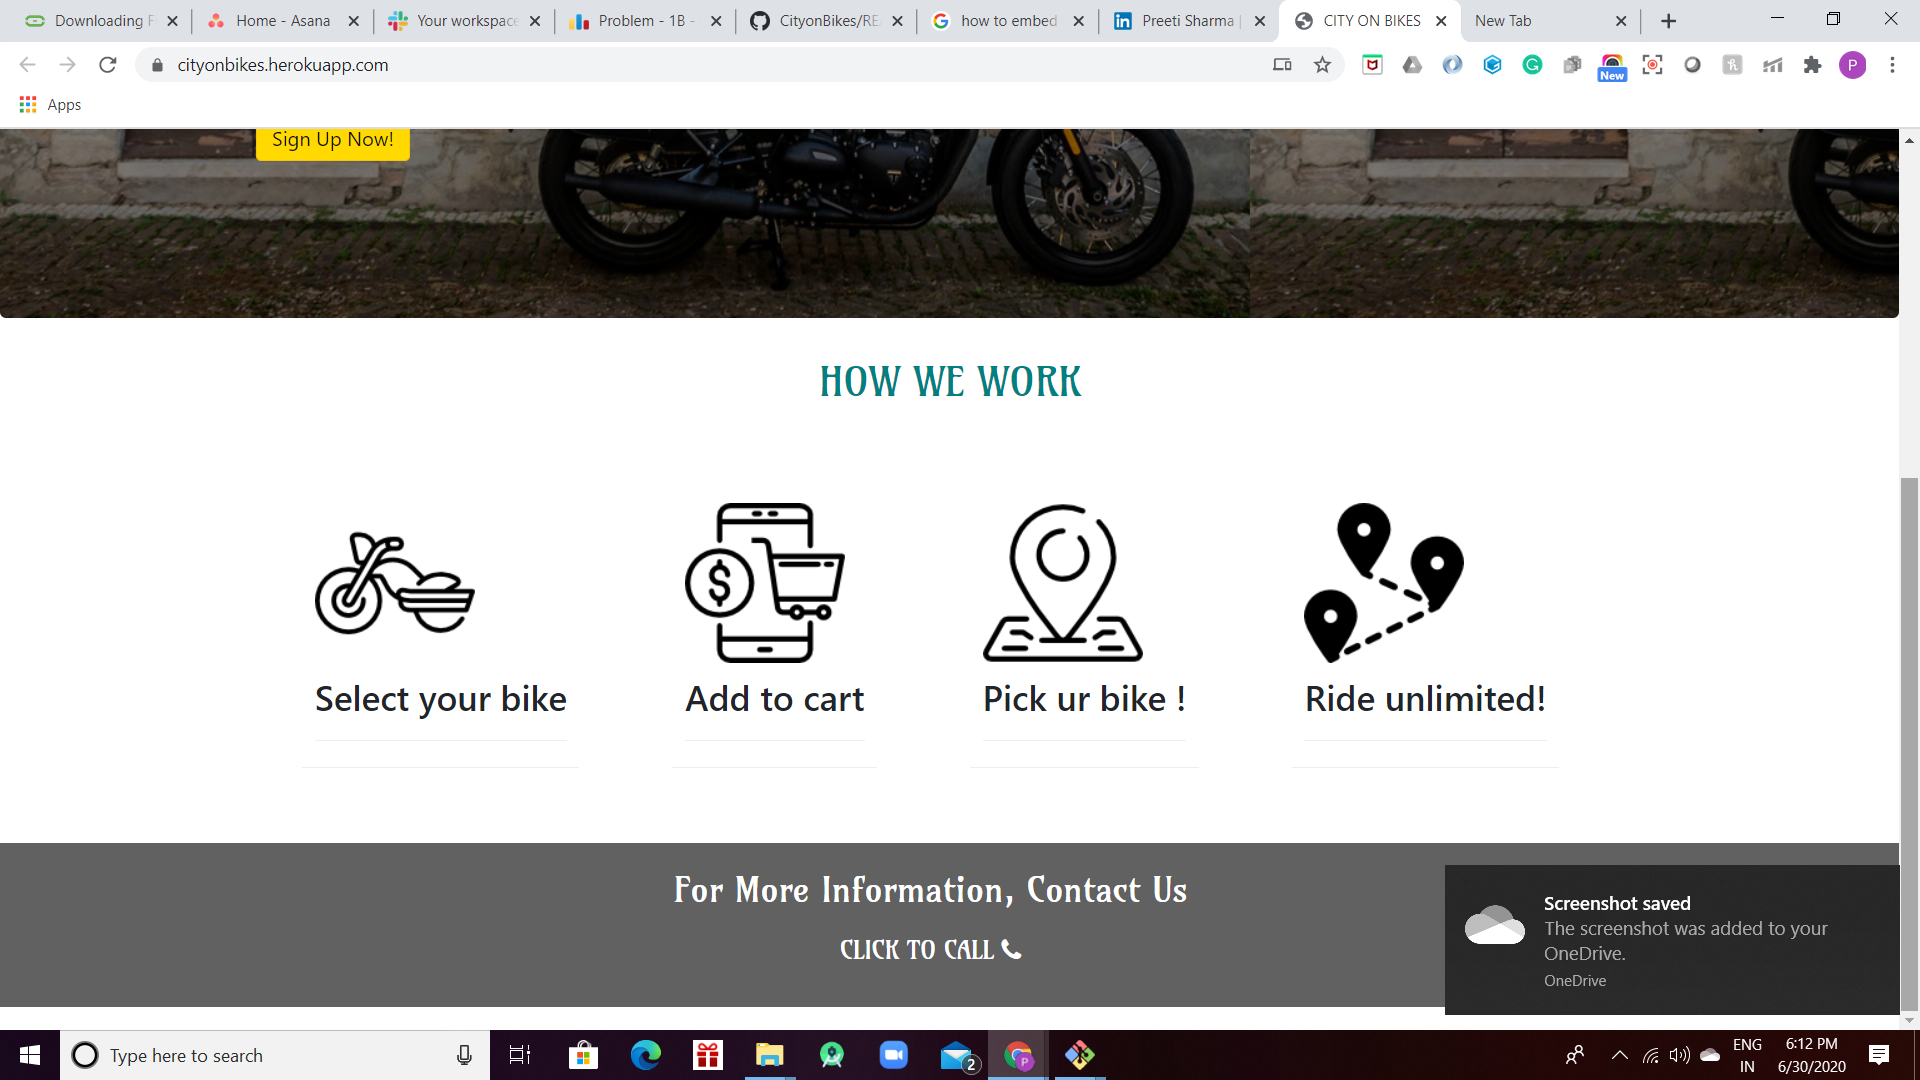 Downloading F
Home - Asana
Your workspace
Problem - 1B -
CityonBikes/RE
how to embed
Preeti Sharma |
CITY ON BIKES
New Tab
cityonbikes.herokuapp.com
New
P
Apps
Sign Up Now!
HOW WE WORK
$
Select your bike
Add to cart
Pick ur bike !
Ride unlimited!
For More Information, Contact Us
CLICK TO CALL
Screenshot saved
The screenshot was added to your
OneDrive.
OneDrive
Type here to search
2
P
ENG
IN
6:12 PM
6/30/2020